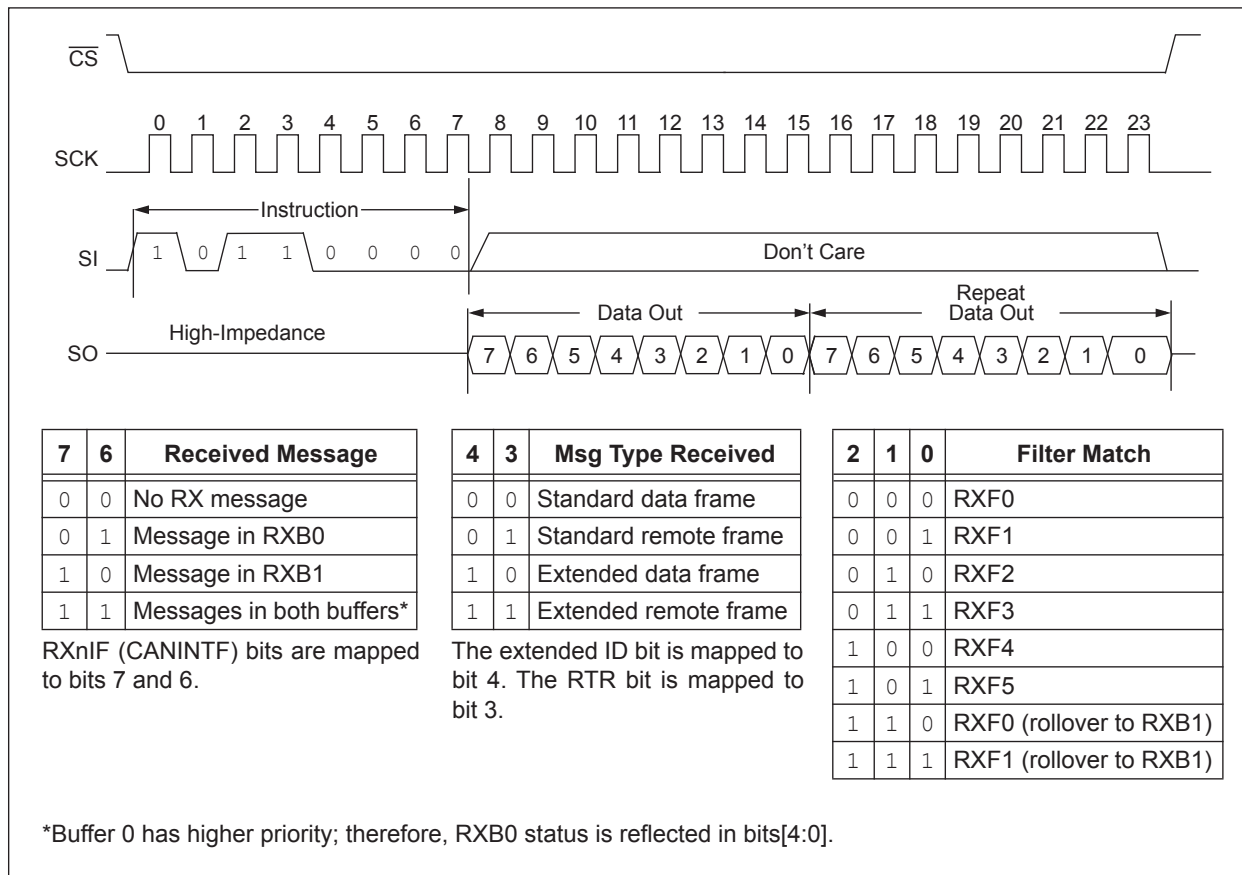 CS
0 1 2 3 4 5 6 7 8 9 10 11 12 13 14 15 16 17 18 19 20 21 22 23
SCK
Instruction
SI 1 0 1 1 0 0 0 0 Don't Care
Data Out
Repeat
Data Out
High-Impedance
SO 7 6 5 4 3 2 1 0 7 6 5 4 3 2 1 0
7 6 Received Message
0 0 No RX message
0 1 Message in RXB0
1 0 Message in RXB1
1 1 Messages in both buffers*
RXnIF (CANINTF) bits are mapped
to bits 7 and 6.
4 3 Msg Type Received
0 0 Standard data frame
0 1 Standard remote frame
1 0 Extended data frame
1 1 Extended remote frame
The extended ID bit is mapped to
bit 4. The RTR bit is mapped to
bit 3.
2 1 0 Filter Match
0 0 0 RXF0
0 0 1 RXF1
0 1 0 RXF2
0 1 1 RXF3
1 0 0 RXF4
1 0 1 RXF5
1 1 0 RXF0 (rollover to RXB1)
1 1 1 RXF1 (rollover to RXB1)
*Buffer 0 has higher priority; therefore, RXB0 status is reflected in bits[4:0].